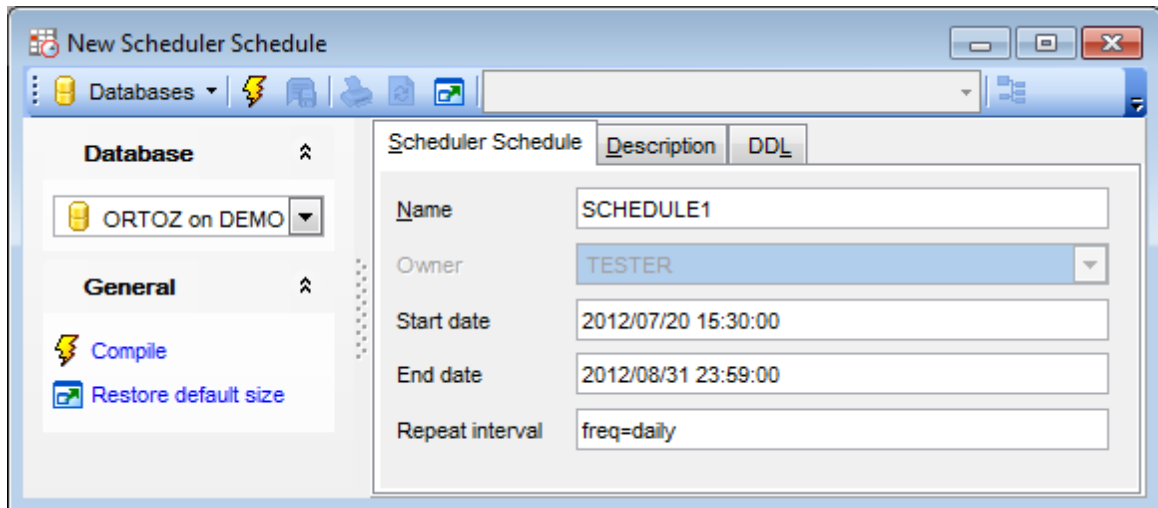 New Scheduler Schedule
Databases
Database
ORTOZ on DEMO
General
Compile
Restore default size
Scheduler Schedule Description DDL
Name SCHEDULE1
Owner TESTER
Start date 2012/07/20 15:30:00
End date 2012/08/31 23:59:00
Repeat interval freq=daily